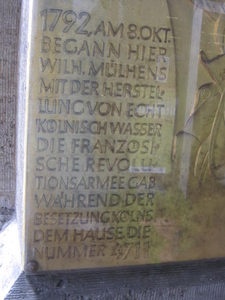 1792, AM 8. OKT.
BEGANN HIER
WILH. MÜLHENS
MIT DER HERSTEL
LUNG VON ECHT
KÖLNISCH WASSER
DIE FRANZÖSI
SCHE REVOLU
TIONSARMEE GAB
WÄHREND DER
BESETZUNG KÖLNS
DEM HAUSE DIE
NUMMER 4711